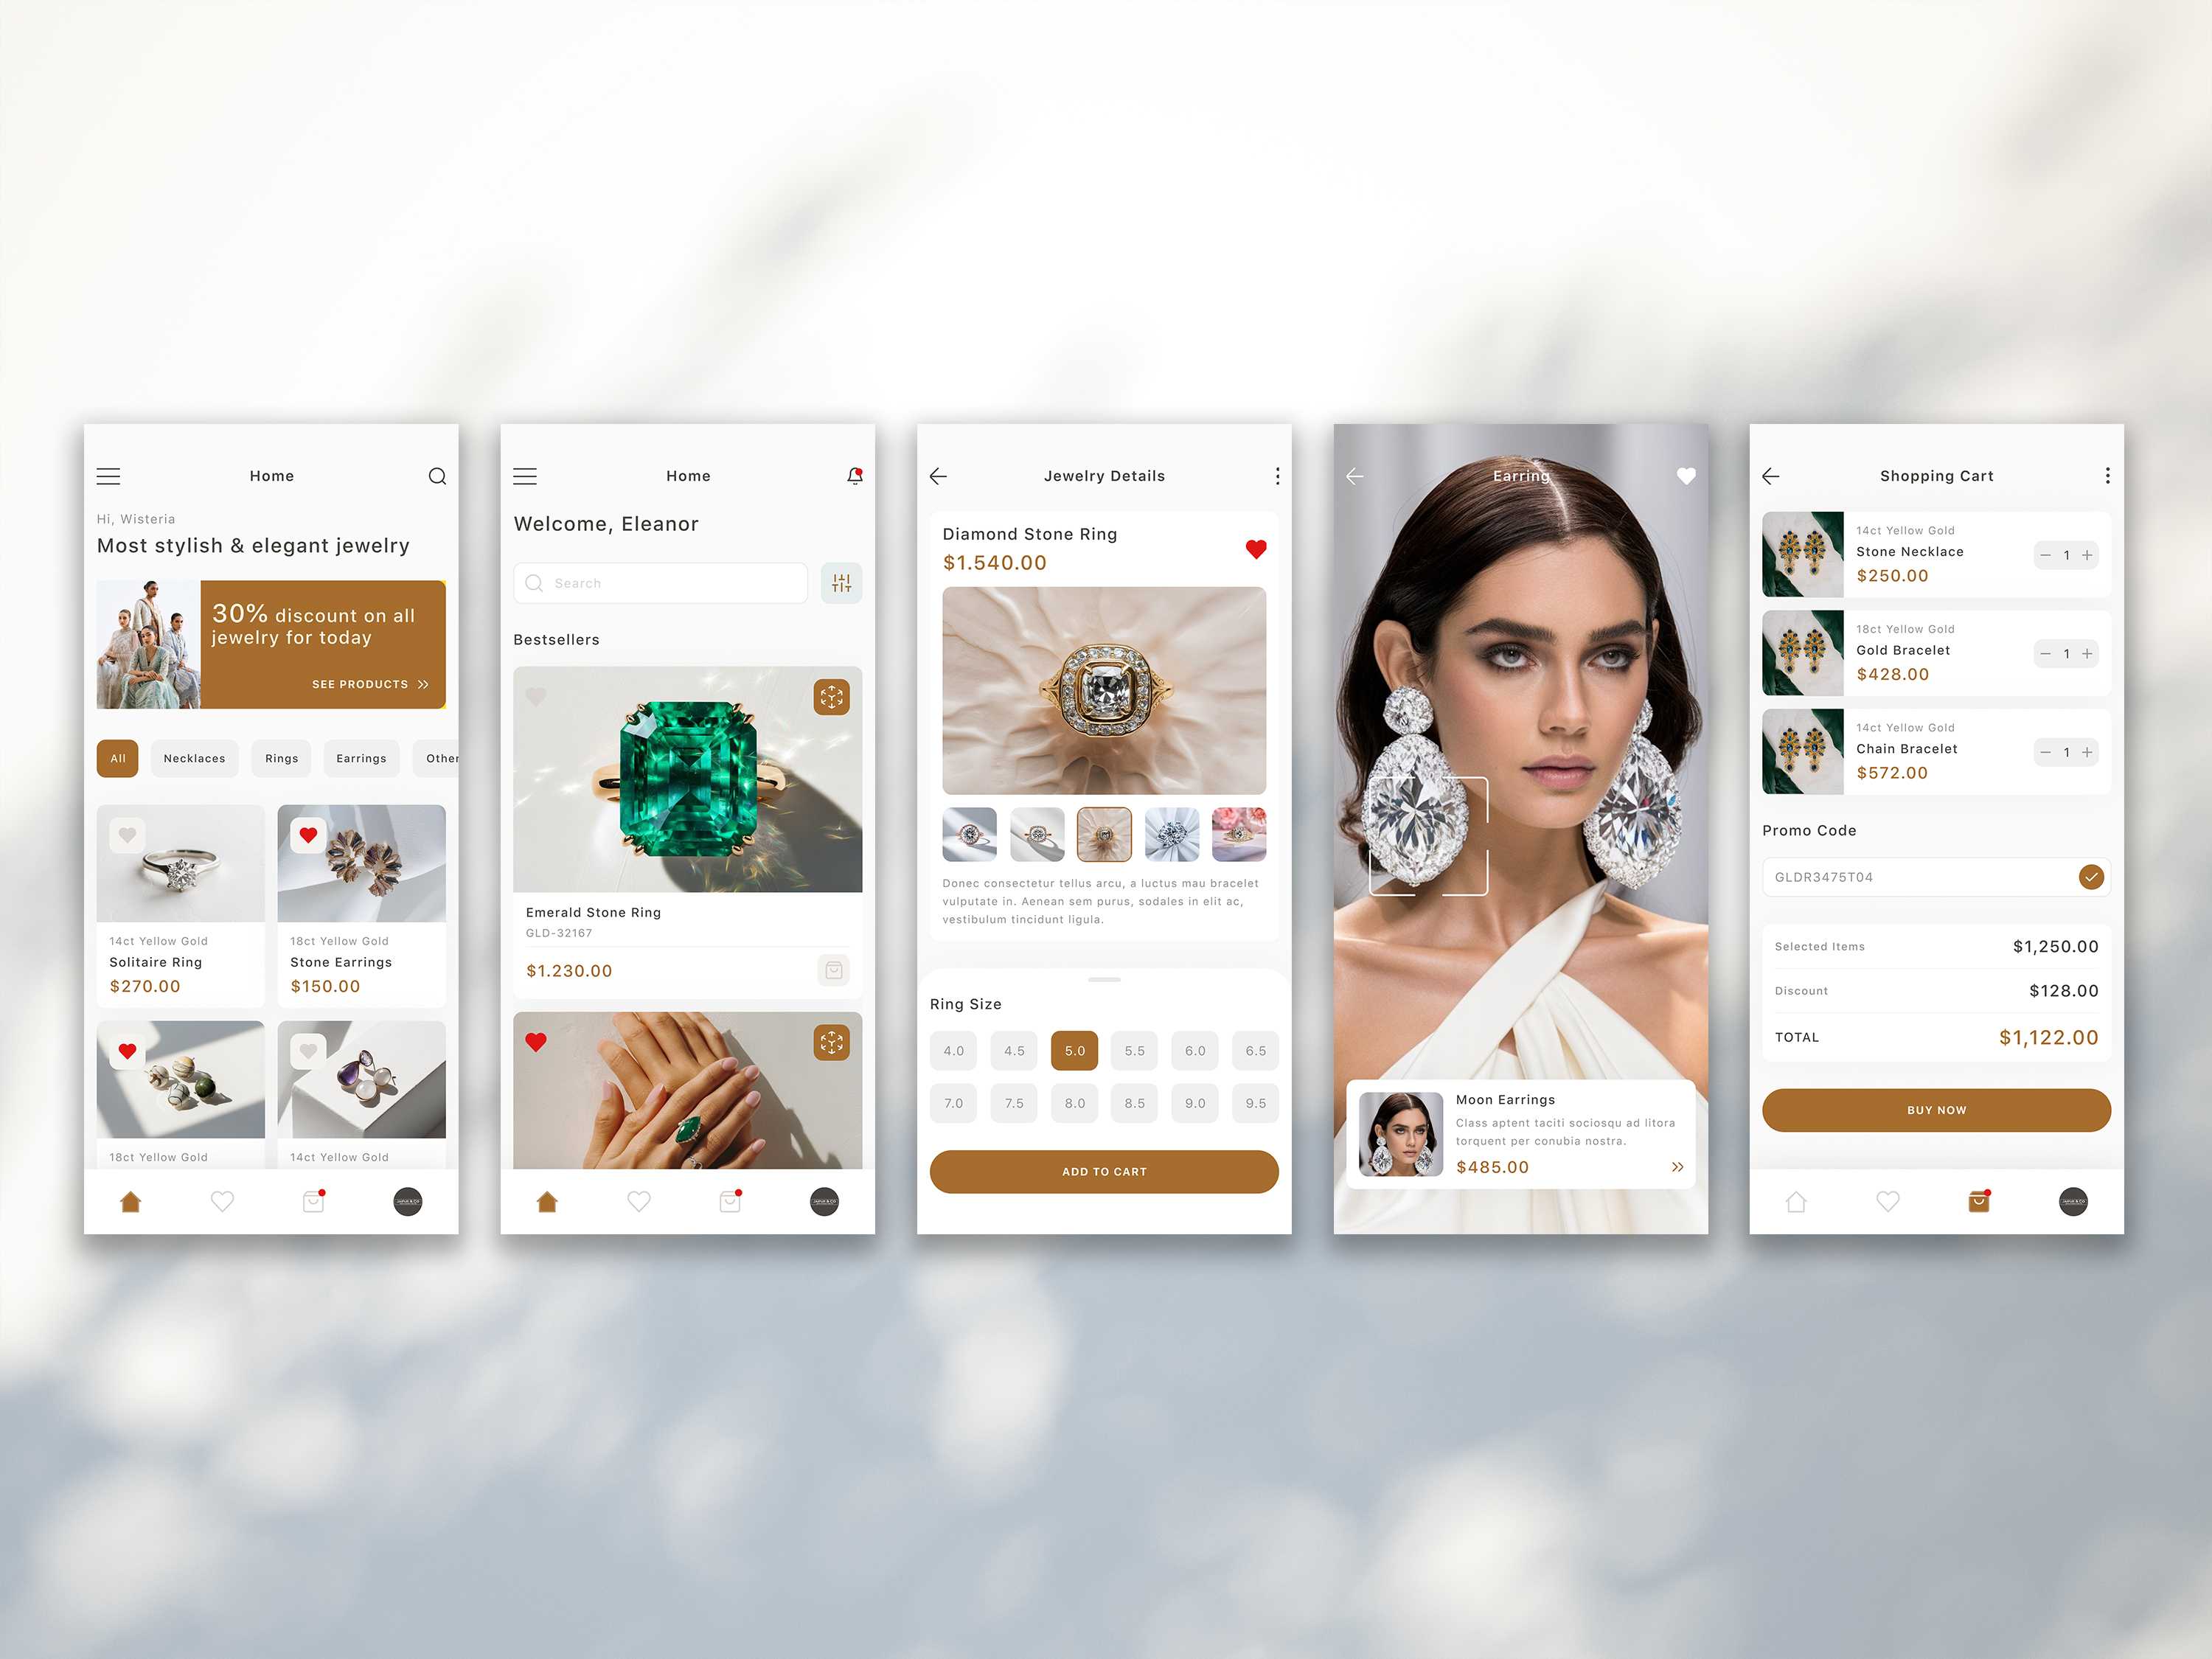 Home
Hi, Wisteria
Most stylish & elegant jewelry
30% discount on all
jewelry for today
SEE PRODUCTS
All
Necklaces
Rings
Earrings
Other
14ct Yellow Gold
Solitaire Ring
$270.00
18ct Yellow Gold
Stone Earrings
$150.00
18ct Yellow Gold
14ct Yellow Gold
Home
Welcome, Eleanor
Search
Bestsellers
Emerald Stone Ring
GLD-32167
$1.230.00
Jewelry Details
Diamond Stone Ring
$1.540.00
Donec consectetur tellus arcu, a luctus mau bracelet
vulputate in. Aenean sem purus, sodales in elit ac,
vestibulum tincidunt ligula.
Ring Size
4.0 4.5 5.0 5.5 6.0 6.5
7.0 7.5 8.0 8.5 9.0 9.5
ADD TO CART
Earring
Moon Earrings
Class aptent taciti sociosqu ad litora
torquent per conubia nostra.
$485.00
Shopping Cart
14ct Yellow Gold
Stone Necklace
$250.00
1
18ct Yellow Gold
Gold Bracelet
$428.00
1
14ct Yellow Gold
Chain Bracelet
$572.00
1
Promo Code
GLDR3475T04
Selected Items $1,250.00
Discount $128.00
TOTAL $1,122.00
BUY NOW